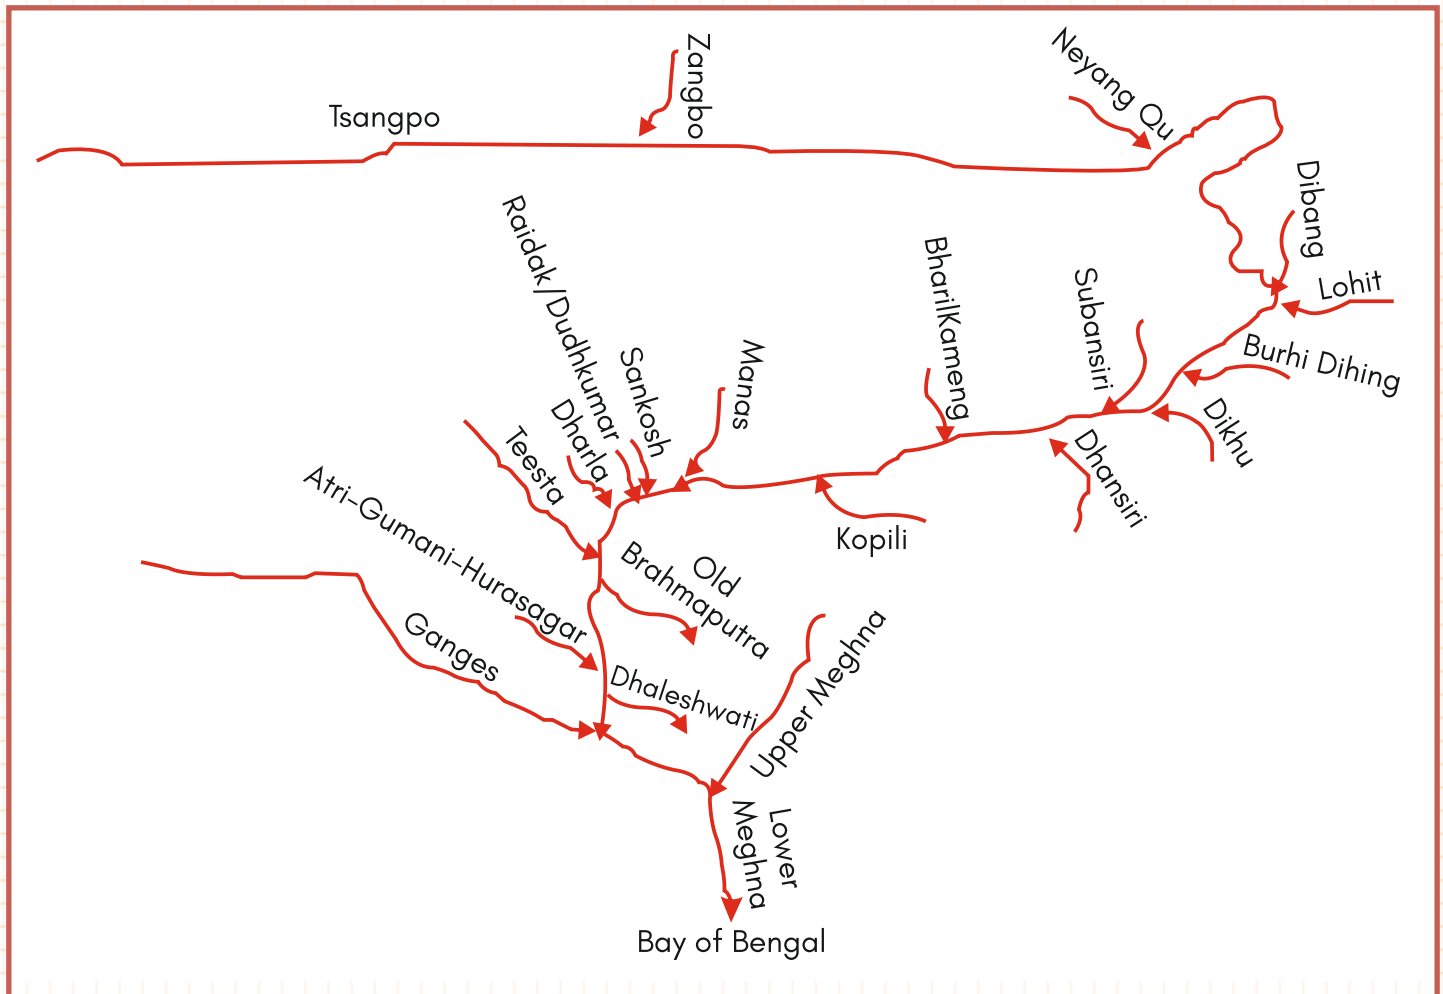 Zangbo
Neyang Qu
Tsangpo
Dibang
Lohit
Raidak/Dudhkumar
BharilKameng
Subansiri
Burhi Dihing
Sankosh
Manas
Dharla
Dikhu
Teesta
Dhansiri
Atri-Gumani-Hurasagar
Kopili
Old
Brahmaputra
Ganges
Upper Meghna
Dhaleshwati
Lower
Meghna
Bay of Bengal